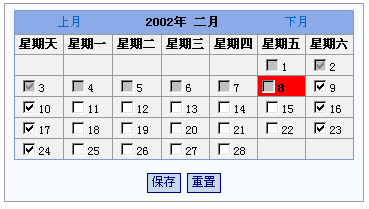 上月 2002年 二月 下月
星期天 星期一 星期二 星期三 星期四 星期五 星期六
1 2
3 4 5 6 7 8 9
10 11 12 13 14 15 16
17 18 19 20 21 22 23
24 25 26 27 28
保存 重置